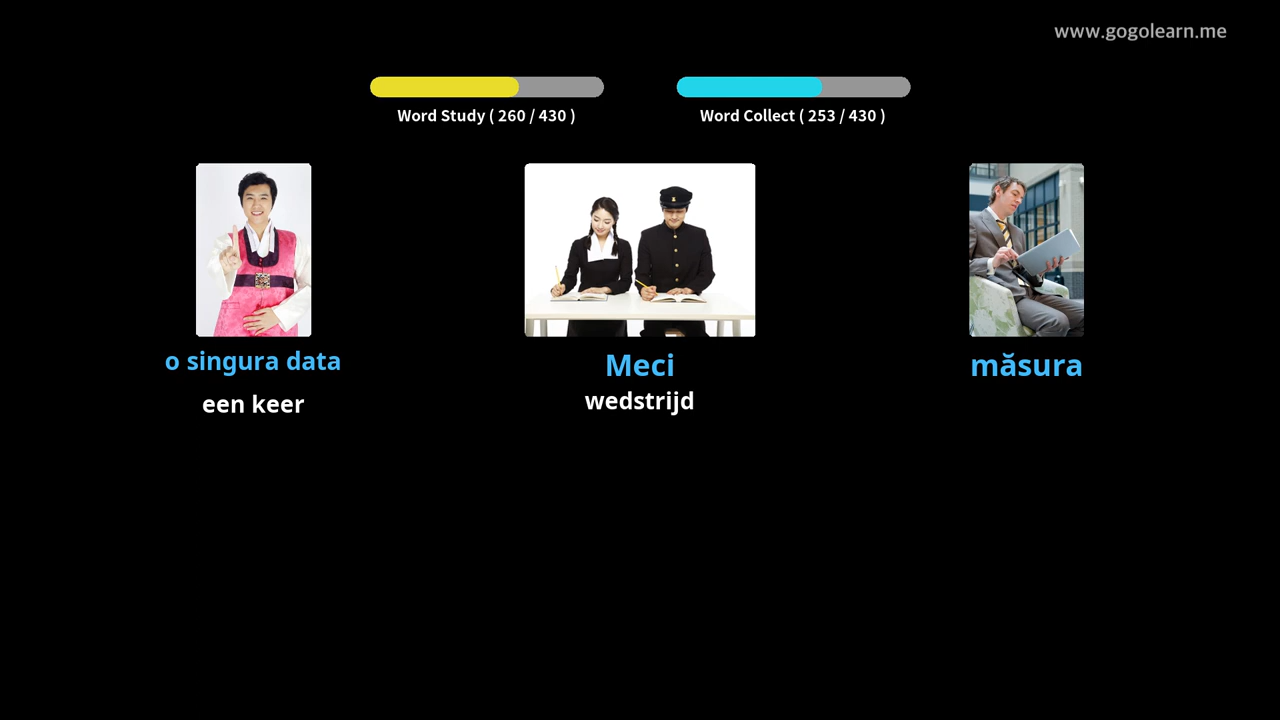 www.gogolearn.me
Word Study ( 260 / 430 )
Word Collect ( 253 / 430 )
o singura data
een keer
Meci
wedstrijd
măsura